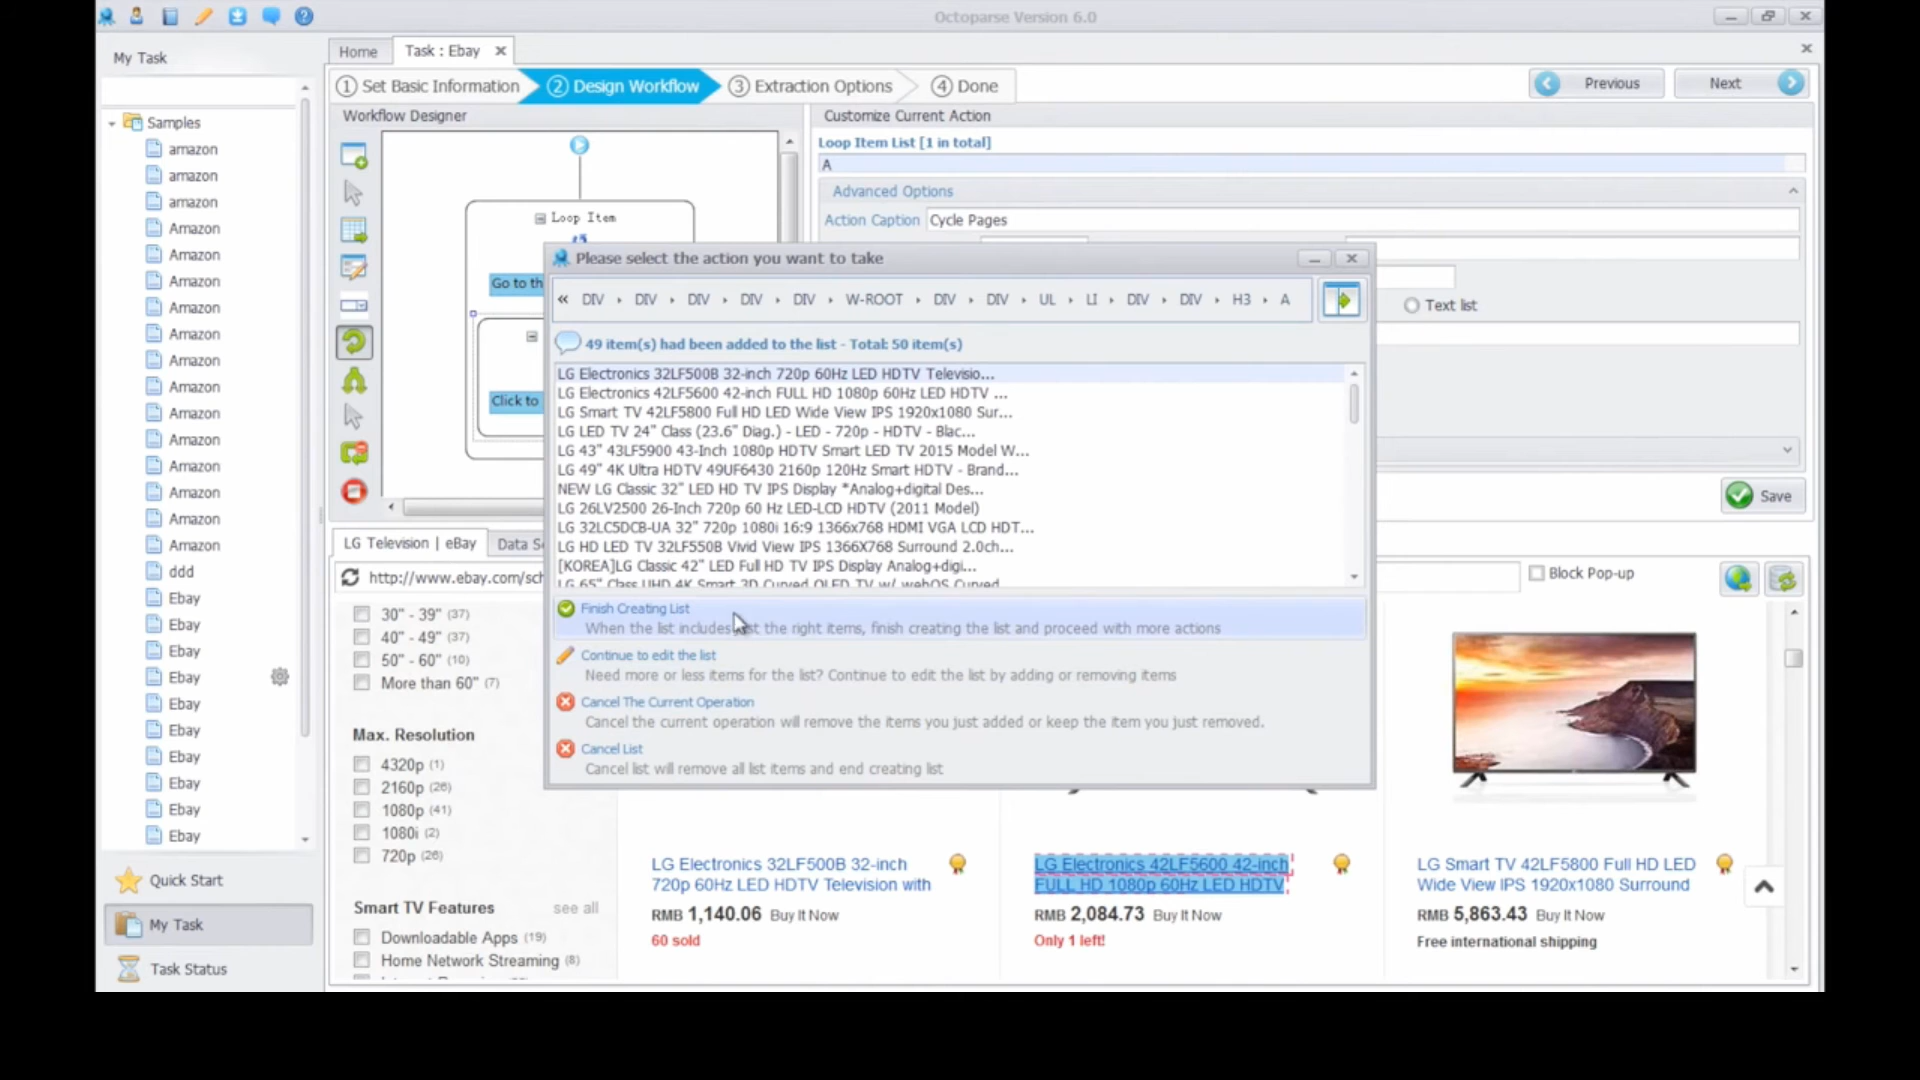 Octoparse Version 6.0
My Task
Home
Task : Ebay
1 Set Basic Information
2 Design Workflow
3 Extraction Options
4 Done
Previous
Next
Samples
amazon
amazon
amazon
Amazon
Amazon
Amazon
Amazon
Amazon
Amazon
Amazon
Amazon
Amazon
Amazon
Amazon
Amazon
Amazon
ddd
Ebay
Ebay
Ebay
Ebay
Ebay
Ebay
Ebay
Ebay
Ebay
Ebay
Quick Start
My Task
Task Status
Workflow Designer
Loop Item
Go to th
Click to
Customize Current Action
Loop Item List [1 in total]
A
Advanced Options
Action Caption
Cycle Pages
Text list
Save
Please select the action you want to take
« DIV DIV DIV DIV DIV W-ROOT DIV DIV UL LI DIV DIV H3 A
49 item(s) had been added to the list - Total: 50 item(s)
LG Electronics 32LF500B 32-inch 720p 60Hz LED HDTV Televisio...
LG Electronics 42LF5600 42-inch FULL HD 1080p 60Hz LED HDTV ...
LG Smart TV 42LF5800 Full HD LED Wide View IPS 1920x1080 Sur...
LG LED TV 24" Class (23.6" Diag.) - LED - 720p - HDTV - Blac...
LG 43" 43LF5900 43-Inch 1080p HDTV Smart LED TV 2015 Model W...
LG 49" 4K Ultra HDTV 49UF6430 2160p 120Hz Smart HDTV - Brand...
NEW LG Classic 32" LED HD TV IPS Display *Analog+digital Des...
LG 26LV2500 26-Inch 720p 60 Hz LED-LCD HDTV (2011 Model)
LG 32LC5DCB-UA 32" 720p 1080i 16:9 1366x768 HDMI VGA LCD HDT...
LG HD LED TV 32LF550B Vivid View IPS 1366X768 Surround 2.0ch...
[KOREA]LG Classic 42" LED Full HD TV IPS Display Analog+digi...
LG 65" Class UHD 4K Smart 3D Curved OLED TV w/ webOS Curved
Finish Creating List
When the list includes the right items, finish creating the list and proceed with more actions
Continue to edit the list
Need more or less items for the list? Continue to edit the list by adding or removing items
Cancel The Current Operation
Cancel the current operation will remove the items you just added or keep the item you just removed.
Cancel List
Cancel list will remove all list items and end creating list
LG Television | eBay
Data Se
http://www.ebay.com/sch
Block Pop-up
30" - 39" (37)
40" - 49" (37)
50" - 60" (10)
More than 60" (7)
Max. Resolution
4320p (1)
2160p (26)
1080p (41)
1080i (2)
720p (26)
Smart TV Features
see all
Downloadable Apps (19)
Home Network Streaming (8)
LG Electronics 32LF500B 32-inch
720p 60Hz LED HDTV Television with
RMB 1,140.06 Buy It Now
60 sold
LG Electronics 42LF5600 42-inch
FULL HD 1080p 60Hz LED HDTV
RMB 2,084.73 Buy It Now
Only 1 left!
LG Smart TV 42LF5800 Full HD LED
Wide View IPS 1920x1080 Surround
RMB 5,863.43 Buy It Now
Free international shipping